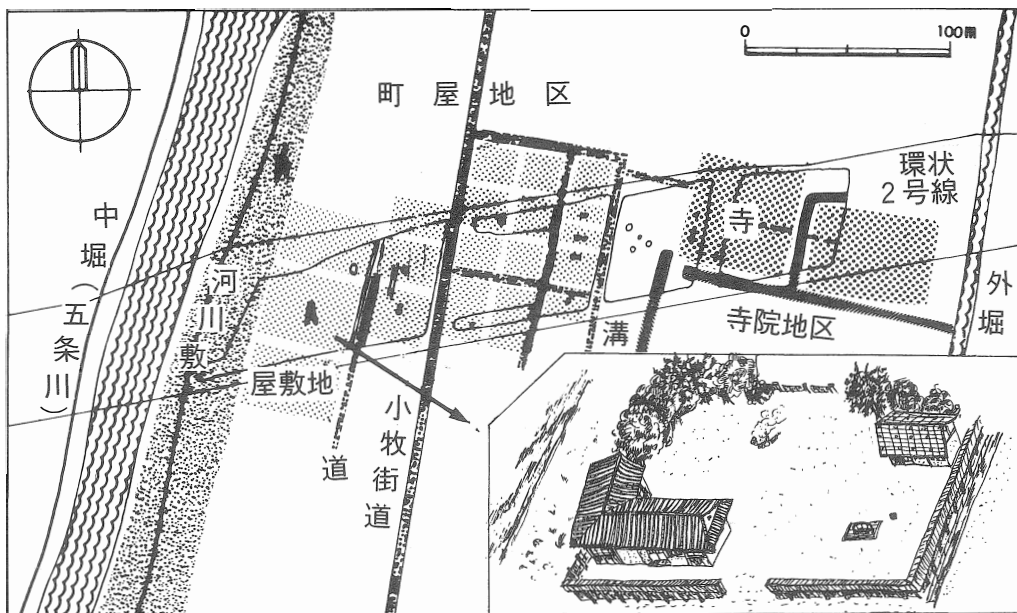 0 100m
町屋地区
環状
2号線
中堀(五条川)
河川敷
寺
外堀
寺院地区
溝
屋敷地
A
道
小牧街道